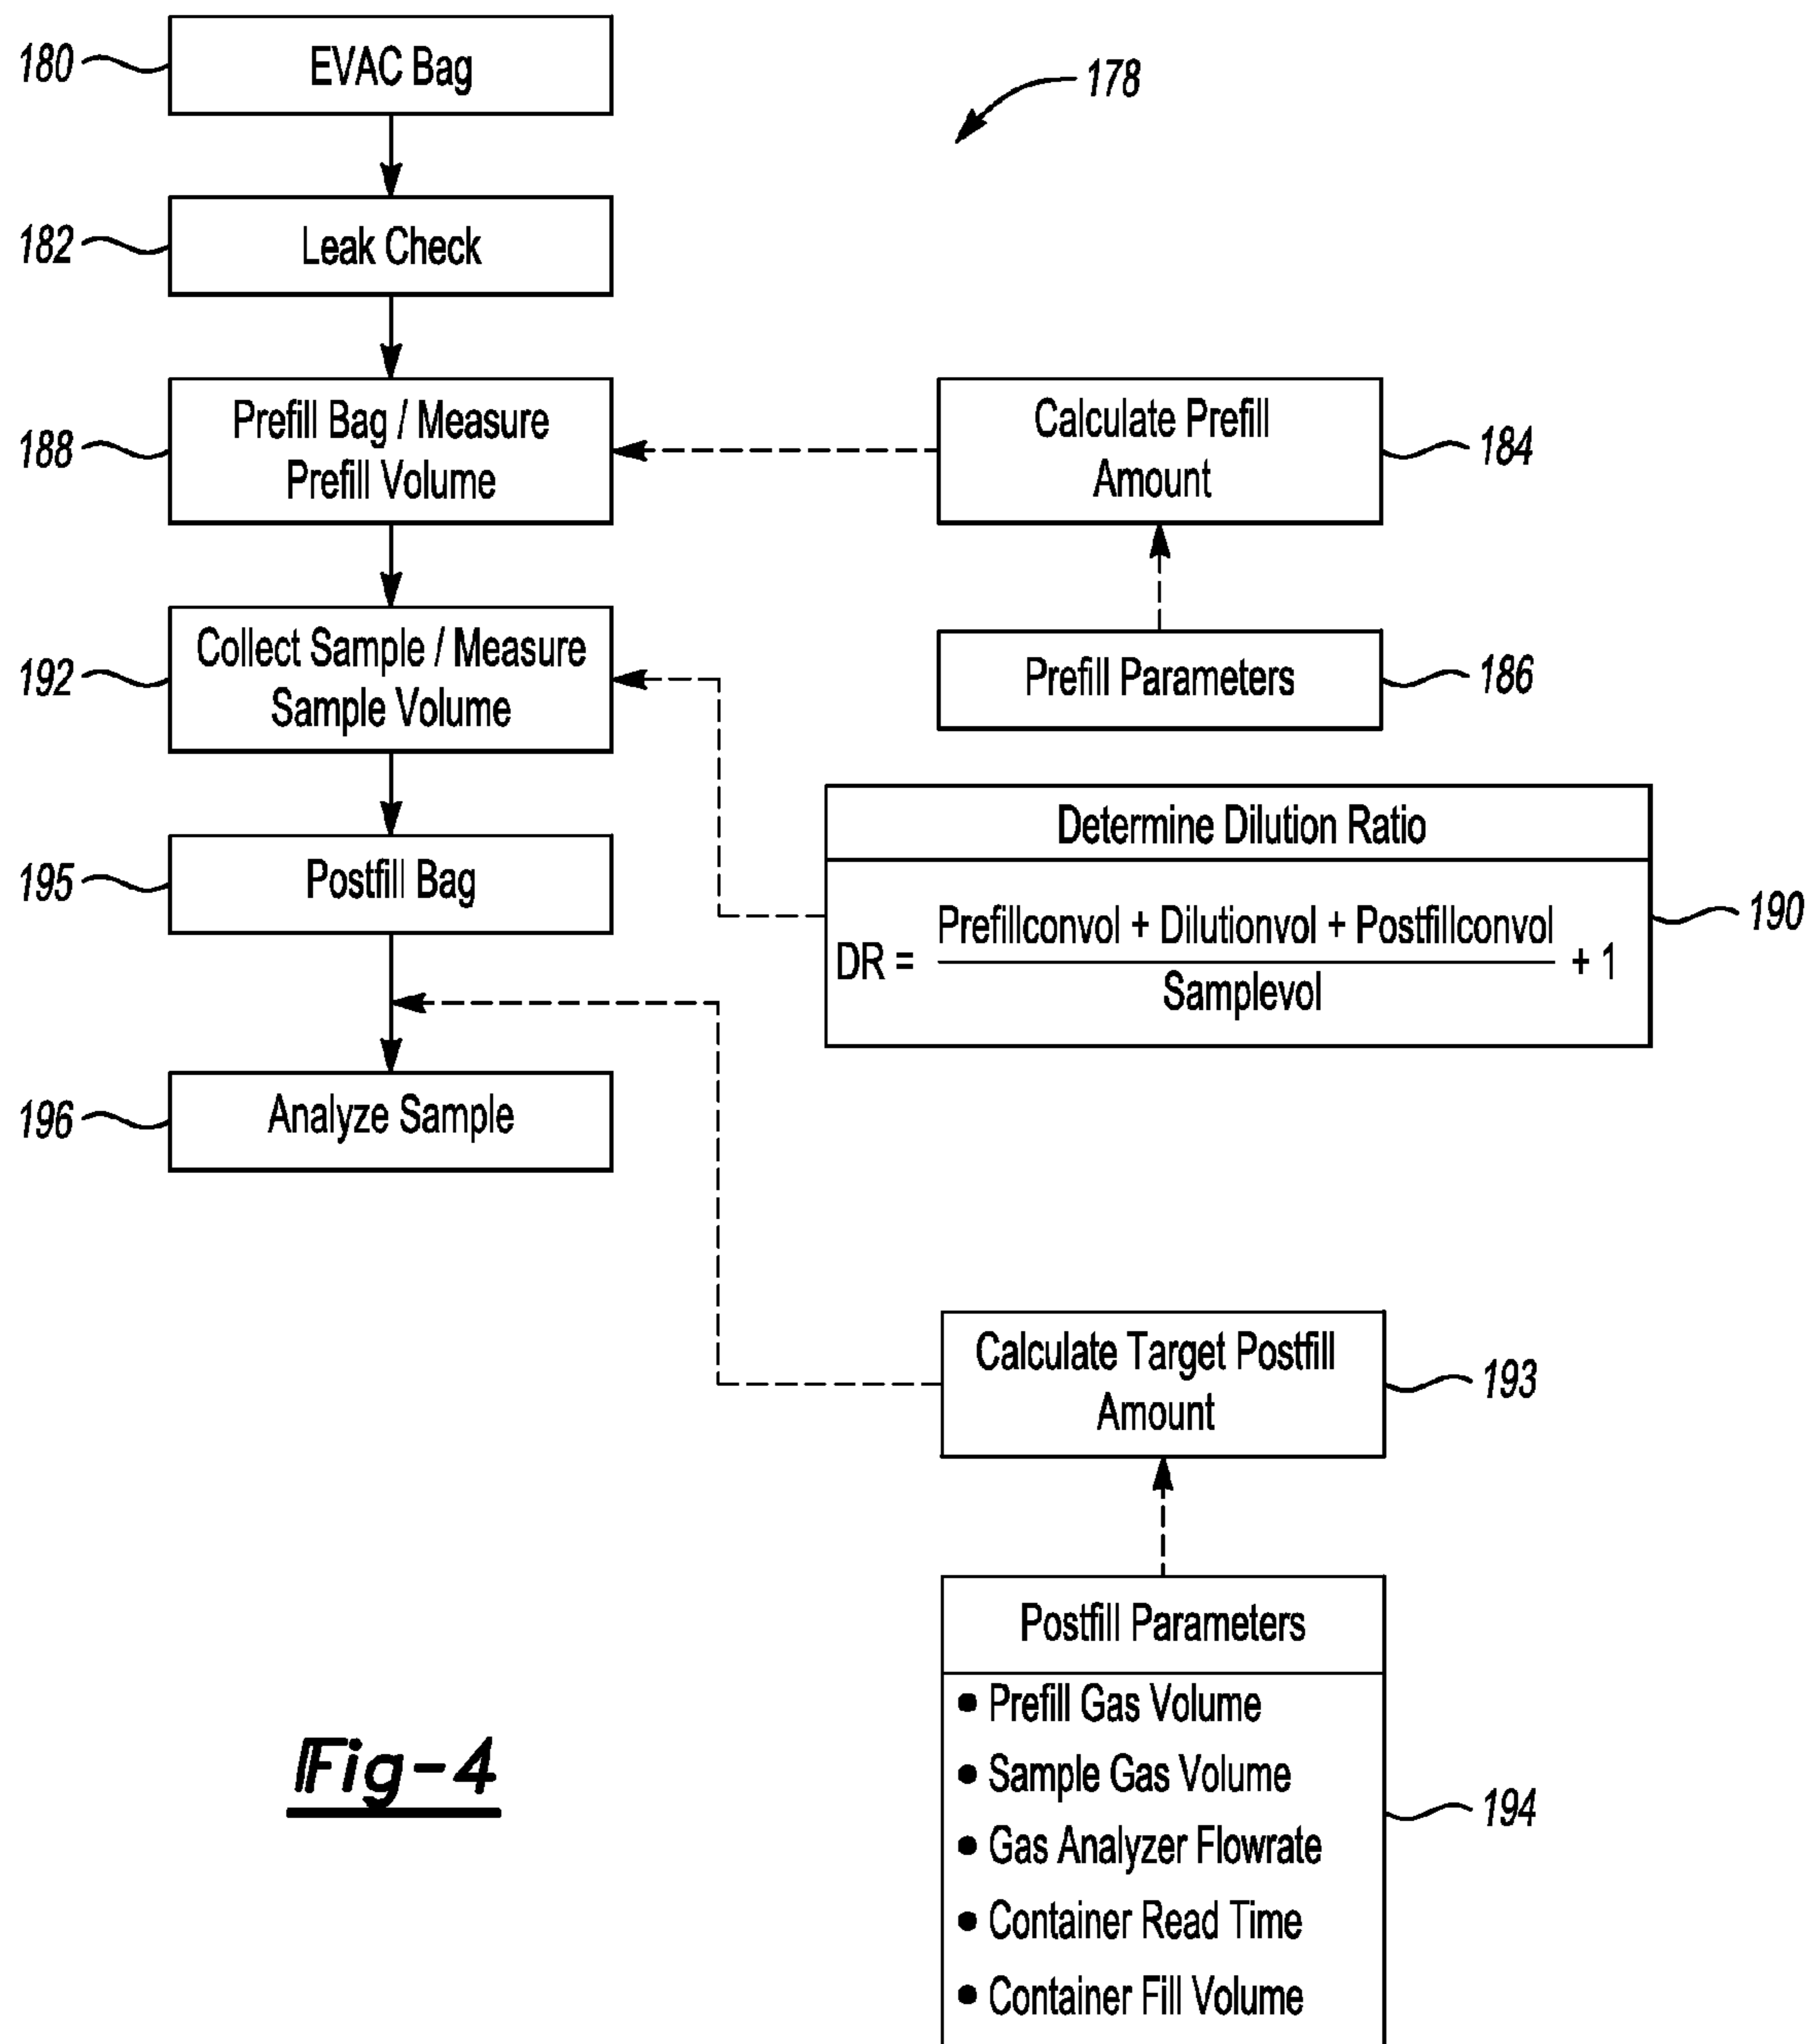 180
EVAC Bag
178
182
Leak Check
188
Prefill Bag / Measure
Prefill Volume
Calculate Prefill
Amount
184
192
Collect Sample / Measure
Sample Volume
Prefill Parameters
186
195
Postfill Bag
Determine Dilution Ratio
DR = Prefillconvol + Dilutionvol + Postfillconvol + 1
Samplevol
190
196
Analyze Sample
Calculate Target Postfill
Amount
193
Postfill Parameters
• Prefill Gas Volume
• Sample Gas Volume
• Gas Analyzer Flowrate
• Container Read Time
• Container Fill Volume
194
Fig-4